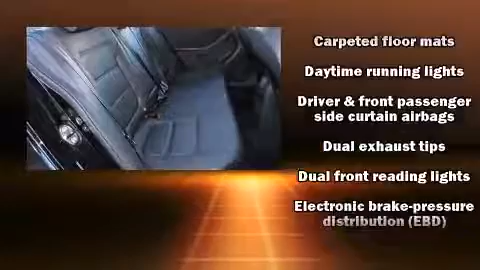 Carpeted floor mats
Daytime running lights
Driver & front passenger
side curtain airbags
Dual exhaust tips
Dual front reading lights
Electronic brake-pressure
distribution (EBD)